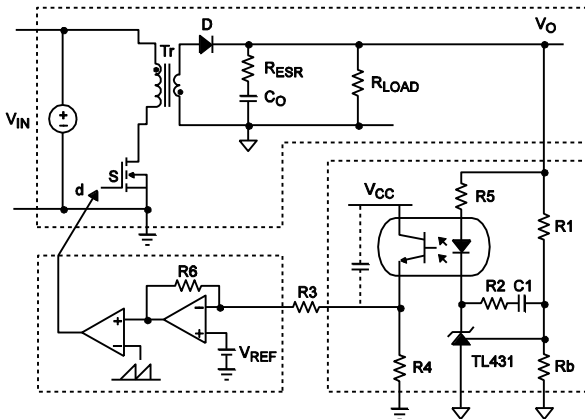 D
V_O
Tr
R_ESR
C_O
R_LOAD
V_IN
S
d
V_CC
R5
R1
R6
R3
R2 C1
V_REF
R4
TL431
Rb